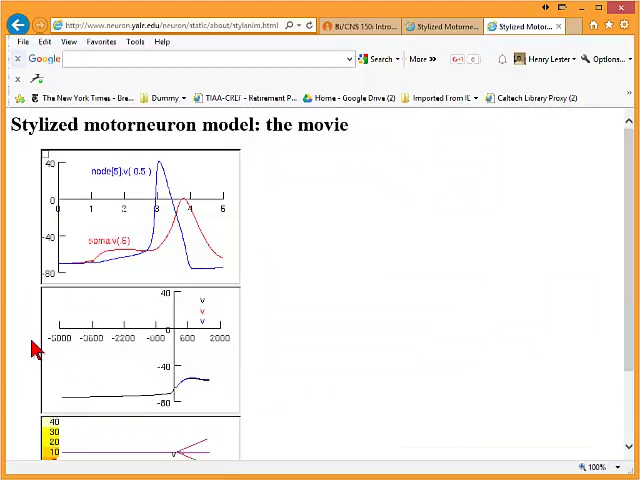 http://www.neuron.yale.edu/neuron/static/about/stylanim.html
Bi/CNS 150: Intro...
Stylized Motorne...
Stylized Motor...
File Edit View Favorites Tools Help
x Google Search More >> Henry Lester Options...
x
The New York Times - Bre... Dummy TIAA-CREF - Retirement P... Home - Google Drive (2) Imported From IE Caltech Library Proxy (2)
Stylized motorneuron model: the movie
40
node[5].v( 0.5 )
0
0 1 2 3 4 5 6
-40
soma.v(.5)
-80
40
v
v
v
0
-5000 -3600 -2200 -800 600 2000
-40
-80
40
30
20
10
v
100%